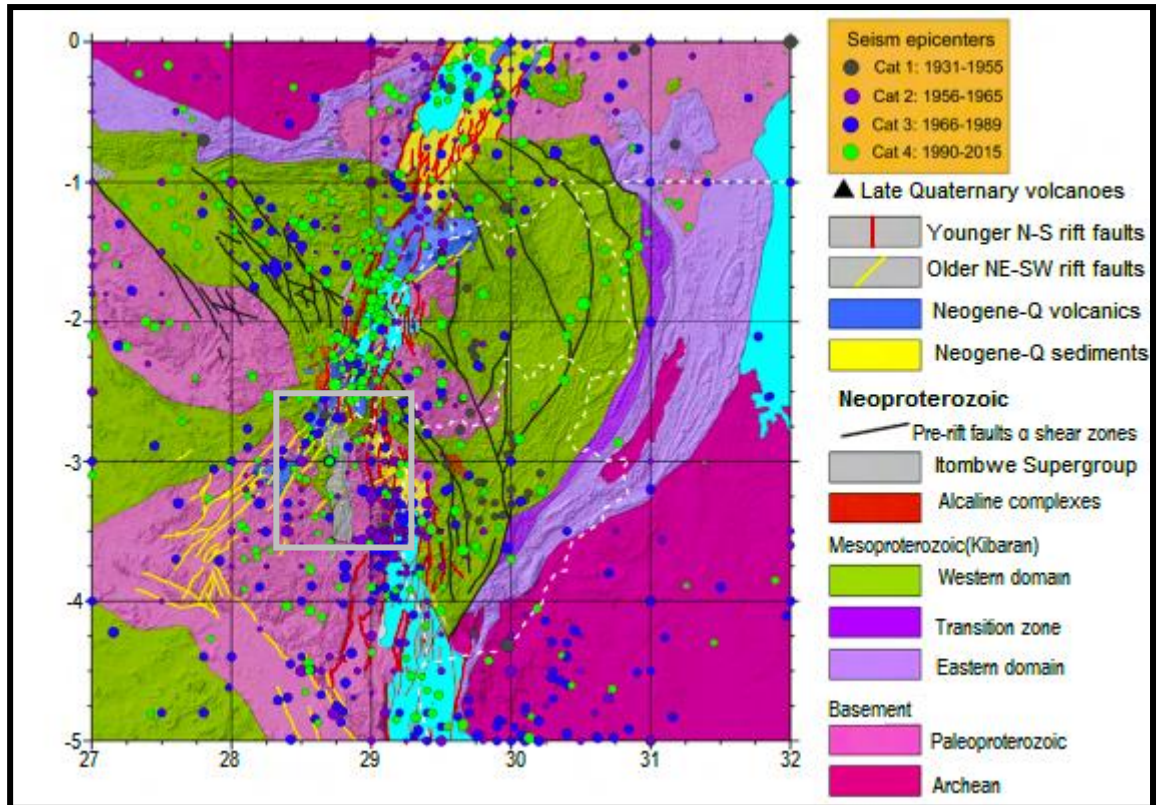 0
-1
-2
-3
-4
-5
27
28
29
30
31
32
Seism epicenters
Cat 1: 1931-1955
Cat 2: 1956-1965
Cat 3: 1966-1989
Cat 4: 1990-2015
Late Quaternary volcanoes
Younger N-S rift faults
Older NE-SW rift faults
Neogene-Q volcanics
Neogene-Q sediments
Neoproterozoic
Pre-rift faults α shear zones
Itombwe Supergroup
Alcaline complexes
Mesoproterozoic(Kibaran)
Western domain
Transition zone
Eastern domain
Basement
Paleoproterozoic
Archean